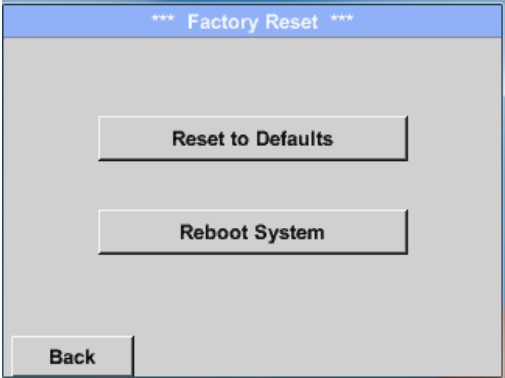 *** Factory Reset ***
Reset to Defaults
Reboot System
Back